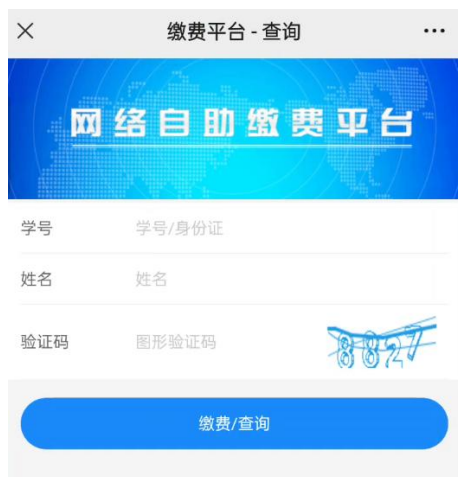 缴费平台 - 查询
网络自助缴费平台
学号 学号/身份证
姓名 姓名
验证码 图形验证码 8827
缴费/查询